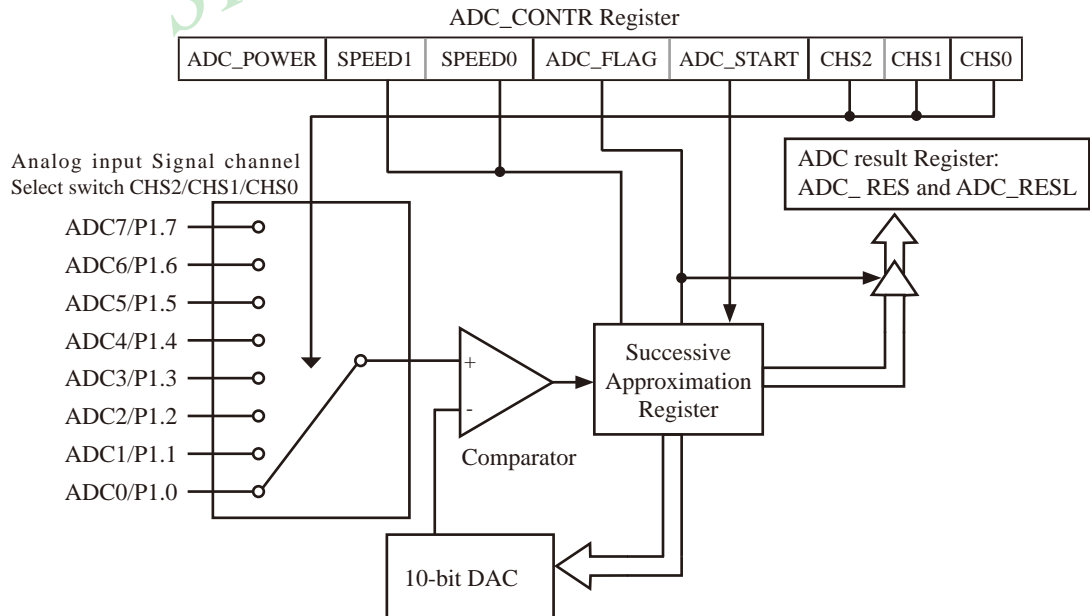 ADC_CONTR Register
ADC_POWER SPEED1 SPEED0 ADC_FLAG ADC_START CHS2 CHS1 CHS0
Analog input Signal channel
Select switch CHS2/CHS1/CHS0
ADC result Register:
ADC_ RES and ADC_RESL
ADC7/P1.7
ADC6/P1.6
ADC5/P1.5
ADC4/P1.4
ADC3/P1.3
ADC2/P1.2
ADC1/P1.1
ADC0/P1.0
+
-
Comparator
Successive
Approximation
Register
10-bit DAC